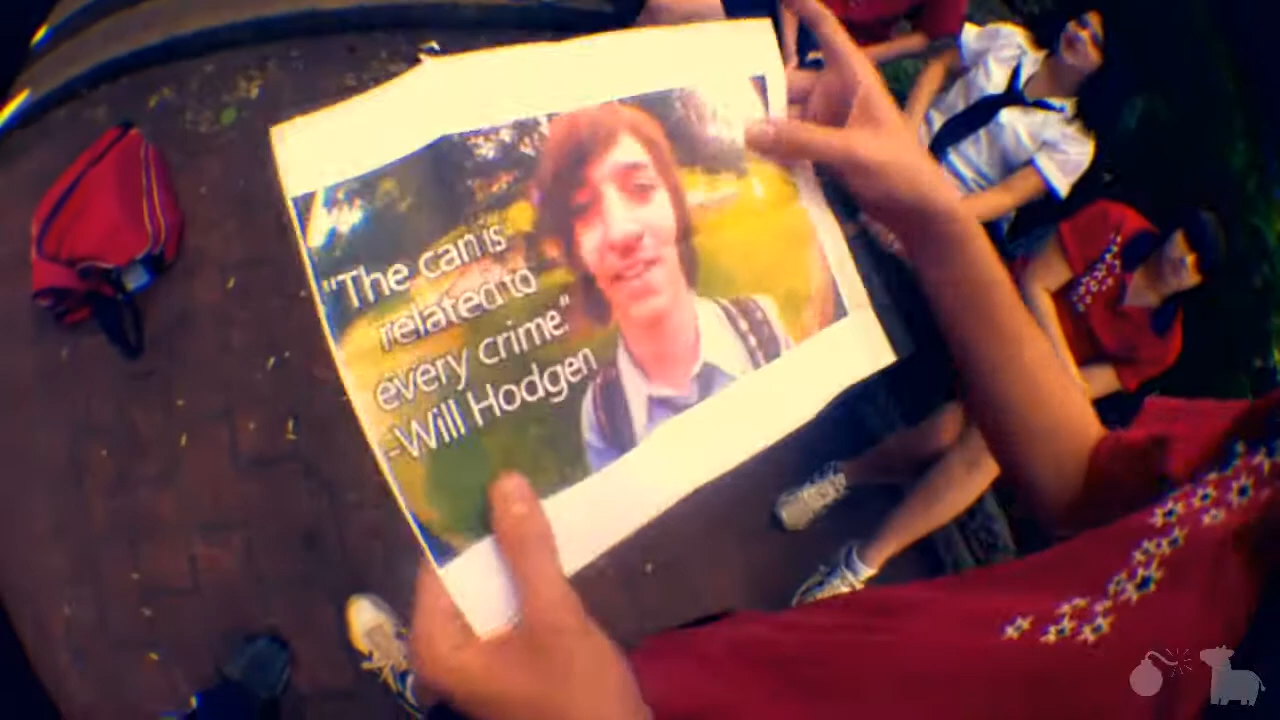 "The can is
related to
every crime."
-Will Hodgen